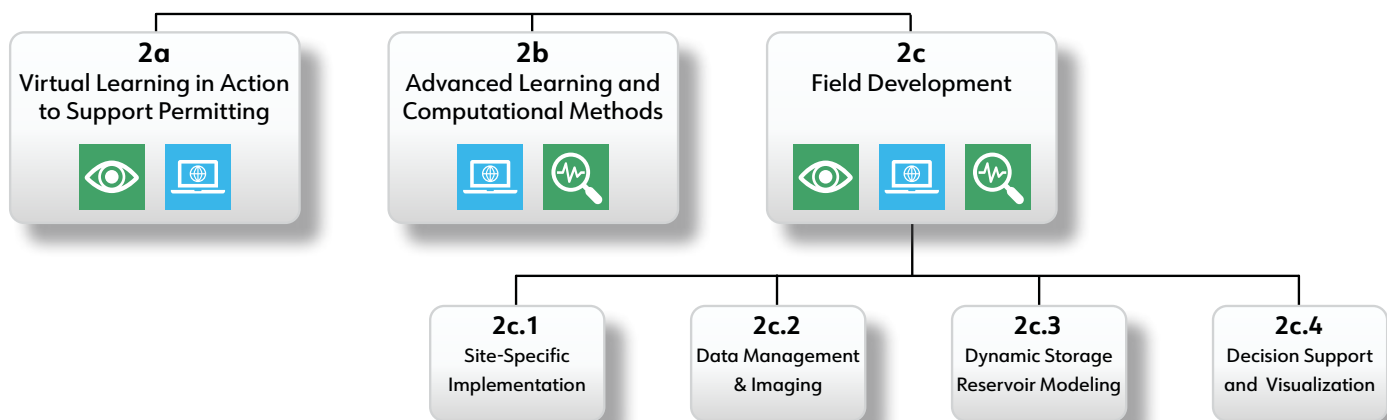 2a
Virtual Learning in Action
to Support Permitting
2b
Advanced Learning and
Computational Methods
2c
Field Development
2c.1
Site-Specific
Implementation
2c.2
Data Management
& Imaging
2c.3
Dynamic Storage
Reservoir Modeling
2c.4
Decision Support
and Visualization